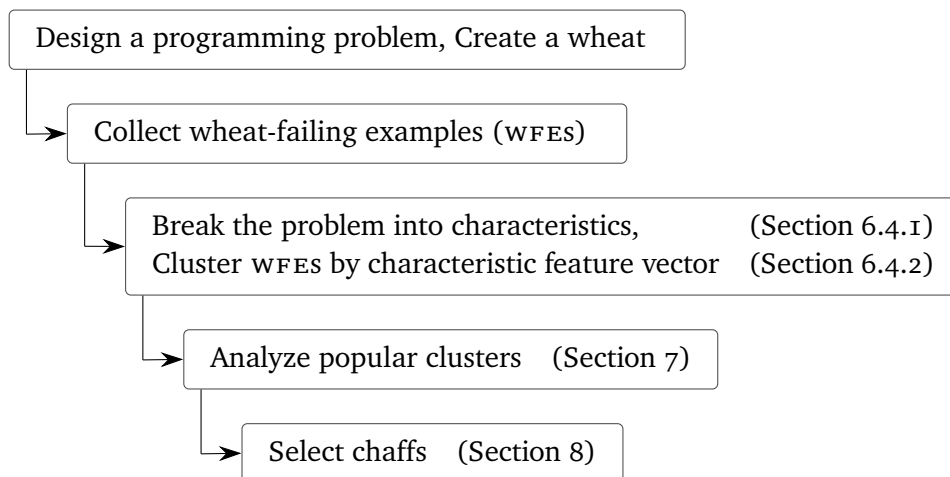 Design a programming problem, Create a wheat
Collect wheat-failing examples (WFEs)
Break the problem into characteristics, (Section 6.4.1)
Cluster WFEs by characteristic feature vector (Section 6.4.2)
Analyze popular clusters (Section 7)
Select chaffs (Section 8)